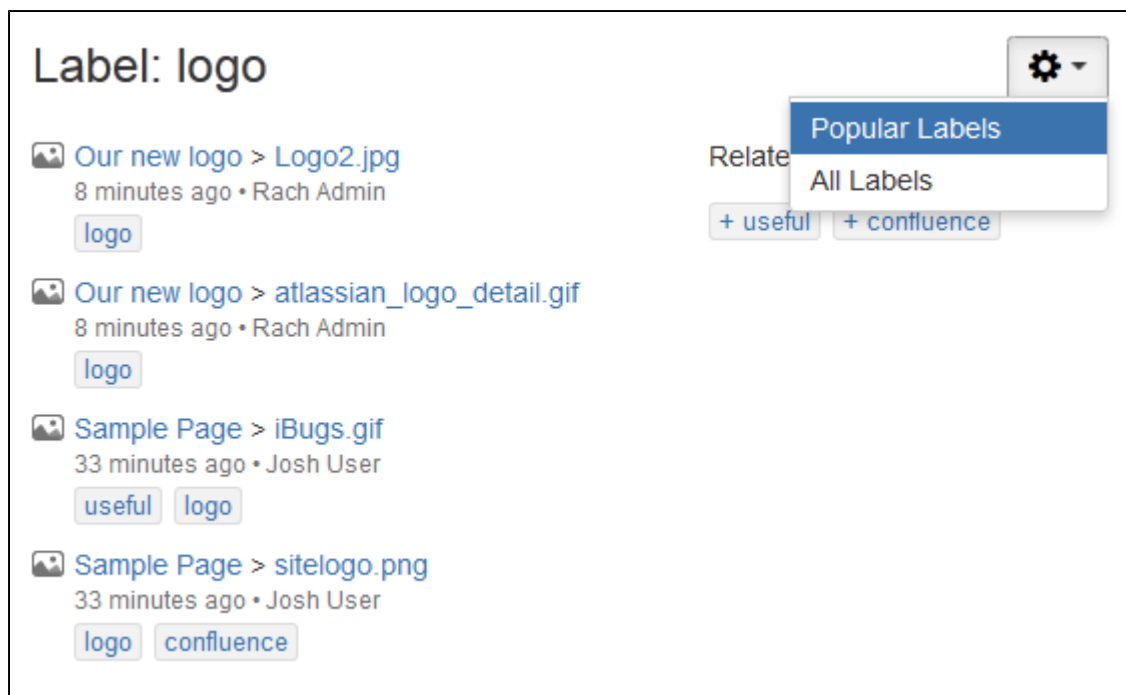 Label: logo
Popular Labels
All Labels
Our new logo > Logo2.jpg
8 minutes ago • Rach Admin
logo
Relate
+ useful + confluence
Our new logo > atlassian_logo_detail.gif
8 minutes ago • Rach Admin
logo
Sample Page > iBugs.gif
33 minutes ago • Josh User
useful logo
Sample Page > sitelogo.png
33 minutes ago • Josh User
logo confluence